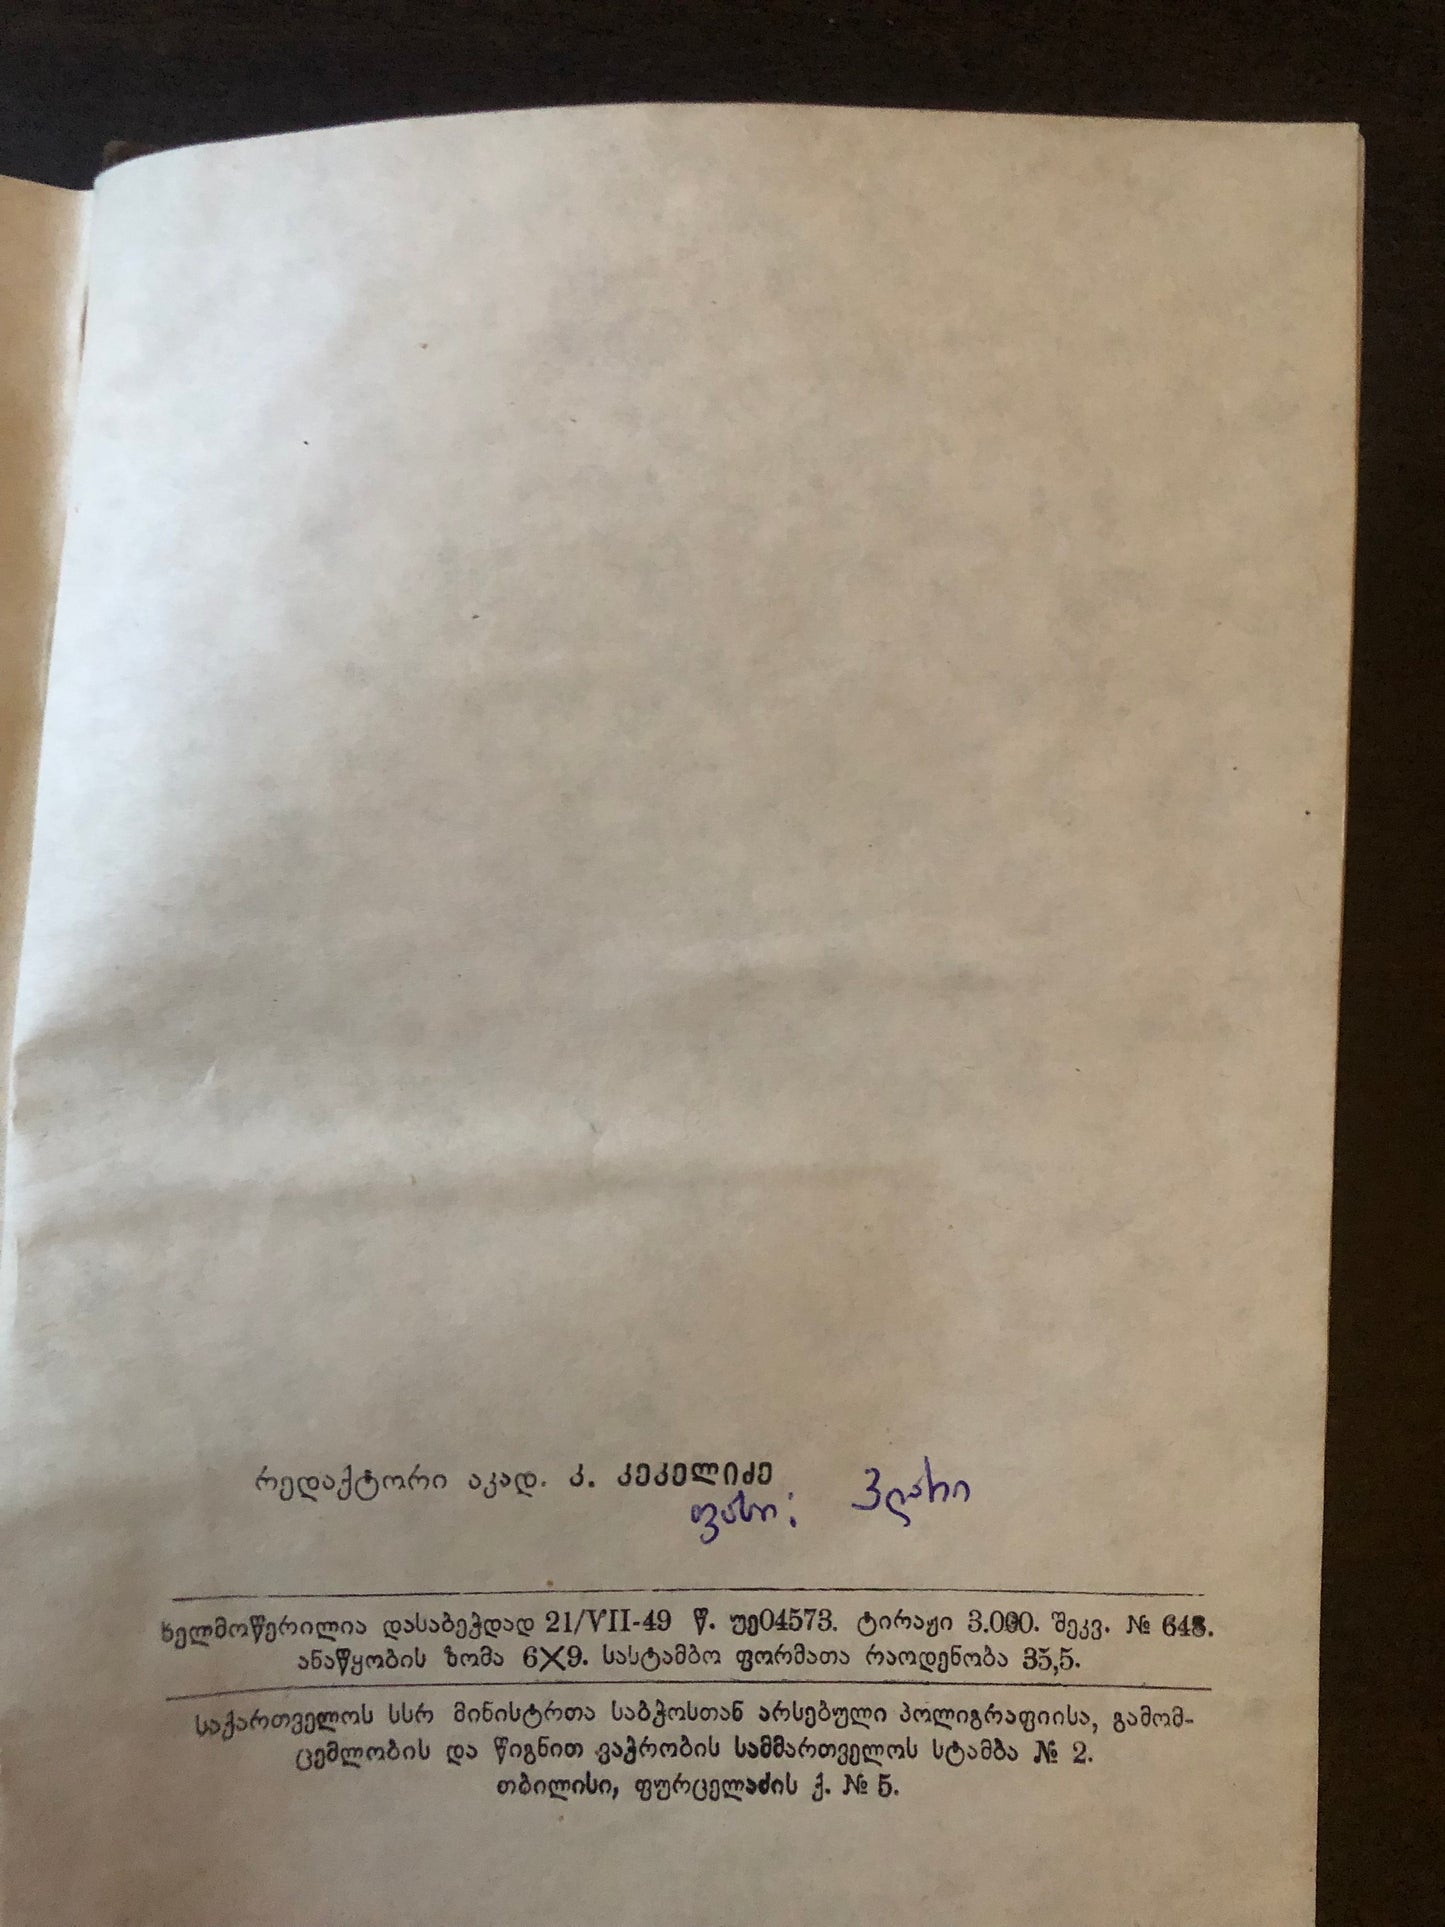 რედაქტორი აკად. კ. კეკელიძე
ფასი:
ხელმოწერილია დასაბეჭდად 21/VII-49 წ. უე04573. ტირაჟი 3.000. შეკვ. № 648.
ანაწყობის ზომა 6X9. სასტამბო ფორმათა რაოდენობა 35,5.
საქართველოს სსრ მინისტრთა საბჭოსთან არსებული პოლიგრაფიისა, გამომ-
ცემლობის და წიგნით ვაჭრობის სამმართველოს სტამბა № 2.
თბილისი, ფურცელაძის ქ. № 5.